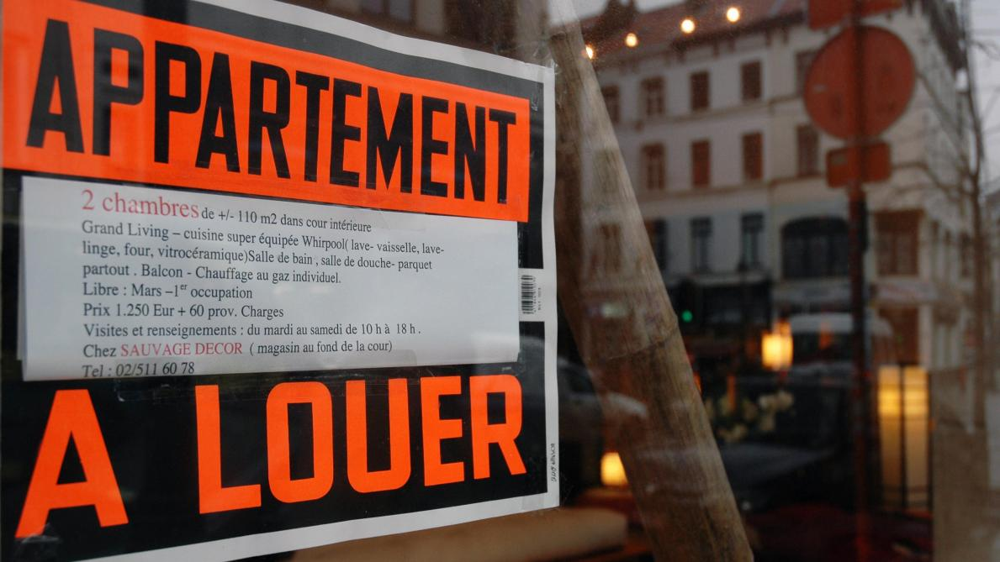 APPARTEMENT
2 chambres de +/- 110 m2 dans cour intérieure
Grand Living – cuisine super équipée Whirpool( lave- vaisselle, lave-
linge, four, vitrocéramique)Salle de bain , salle de douche- parquet
partout . Balcon - Chauffage au gaz individuel.
Libre : Mars –1er occupation
Prix 1.250 Eur + 60 prov. Charges
Visites et renseignements : du mardi au samedi de 10 h à 18 h .
Chez SAUVAGE DECOR ( magasin au fond de la cour)
Tel : 02/511 60 78
A LOUER